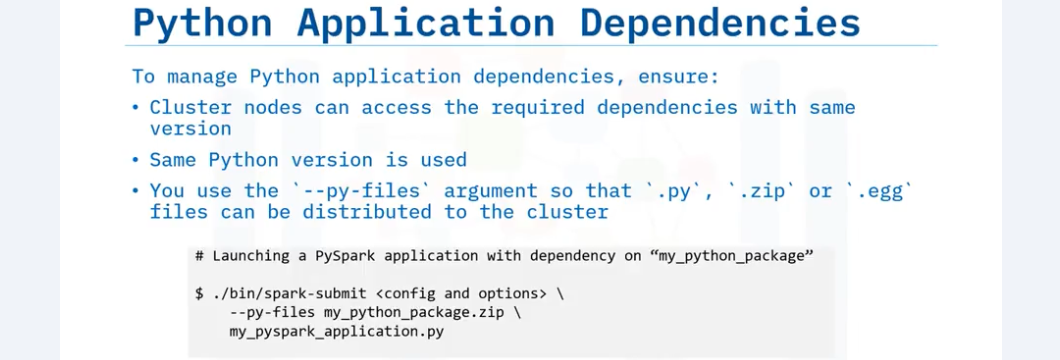 Python Application Dependencies
To manage Python application dependencies, ensure:
• Cluster nodes can access the required dependencies with same
version
• Same Python version is used
• You use the `--py-files` argument so that `.py`, `.zip` or `.egg`
files can be distributed to the cluster
# Launching a PySpark application with dependency on “my_python_package”
$ ./bin/spark-submit <config and options> \
--py-files my_python_package.zip \
my_pyspark_application.py